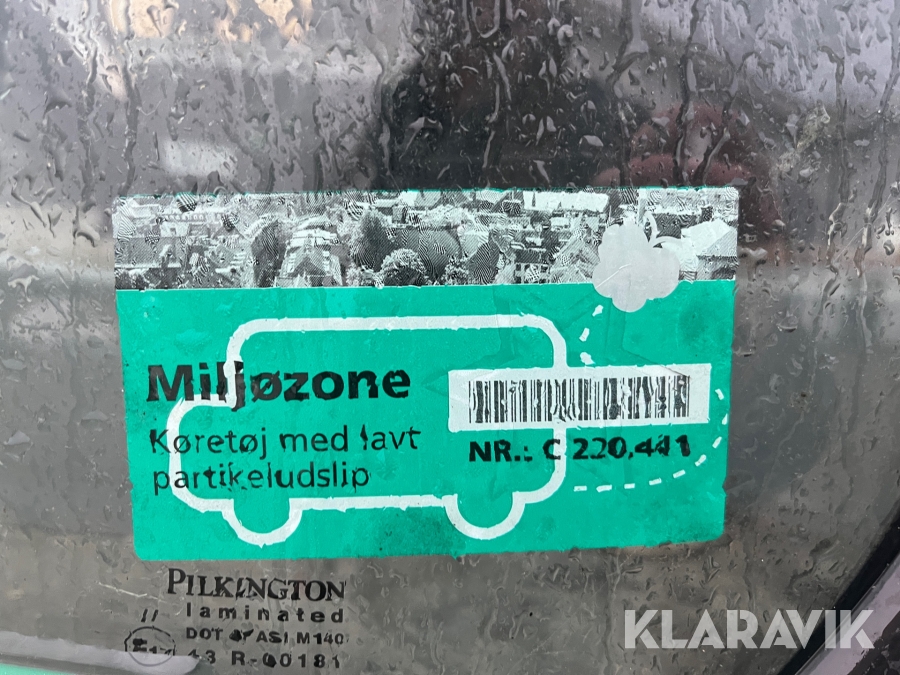 Miljøzone
Køretøj med lavt
partikeludslip
NR.: C 220.441
PILKINGTON
laminated
DOT AS1 M140
43 R-00181
KLARAVIK